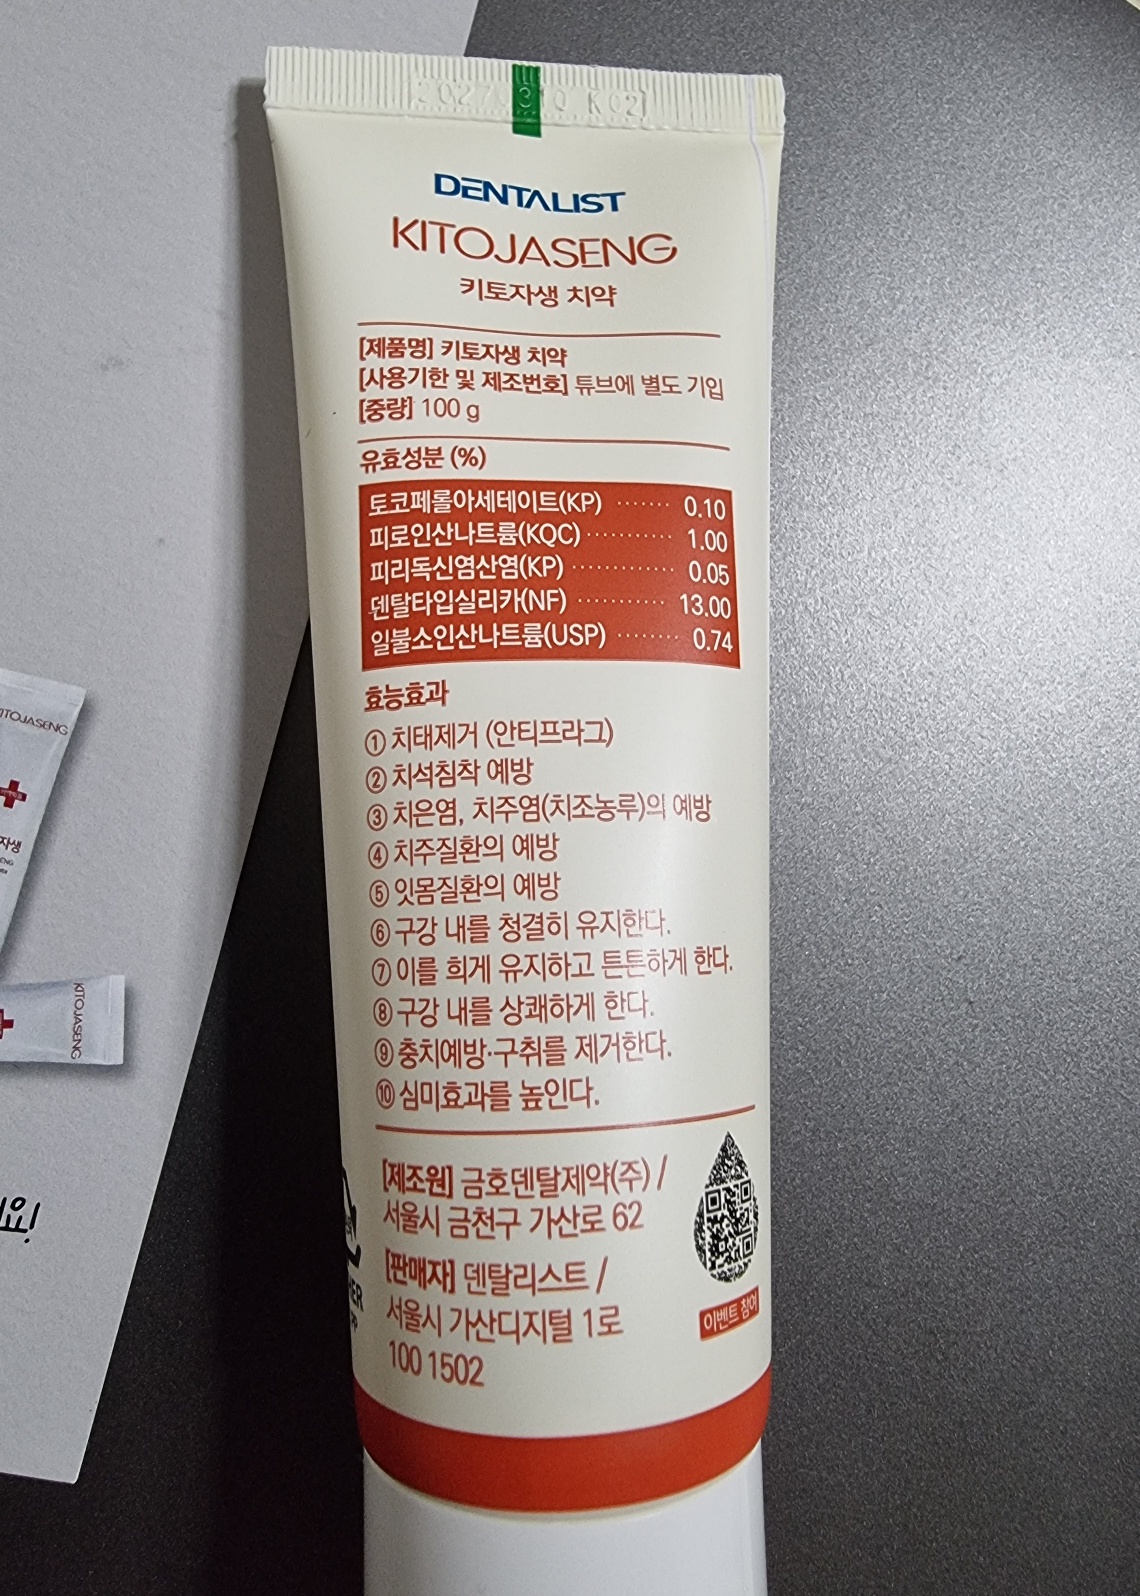 DENTALIST
KITOJASENG
키토자생 치약
[제품명] 키토자생 치약
[사용기한 및 제조번호] 튜브에 별도 기입
[중량] 100 g
유효성분 (%)
토코페롤아세테이트(KP) ······· 0.10
피로인산나트륨(KQC) ··········· 1.00
피리독신염산염(KP) ············· 0.05
덴탈타입실리카(NF) ··········· 13.00
일불소인산나트륨(USP) ········ 0.74
효능효과
① 치태제거 (안티프라그)
② 치석침착 예방
③ 치은염, 치주염(치조농루)의 예방
④ 치주질환의 예방
⑤ 잇몸질환의 예방
⑥ 구강 내를 청결히 유지한다.
⑦ 이를 희게 유지하고 튼튼하게 한다.
⑧ 구강 내를 상쾌하게 한다.
⑨ 충치예방·구취를 제거한다.
⑩ 심미효과를 높인다.
[제조원] 금호덴탈제약(주) /
서울시 금천구 가산로 62
[판매자] 덴탈리스트 /
서울시 가산디지털 1로
100 1502
이벤트 참여
KITOJASENG
자생
KITOJASENG
요!